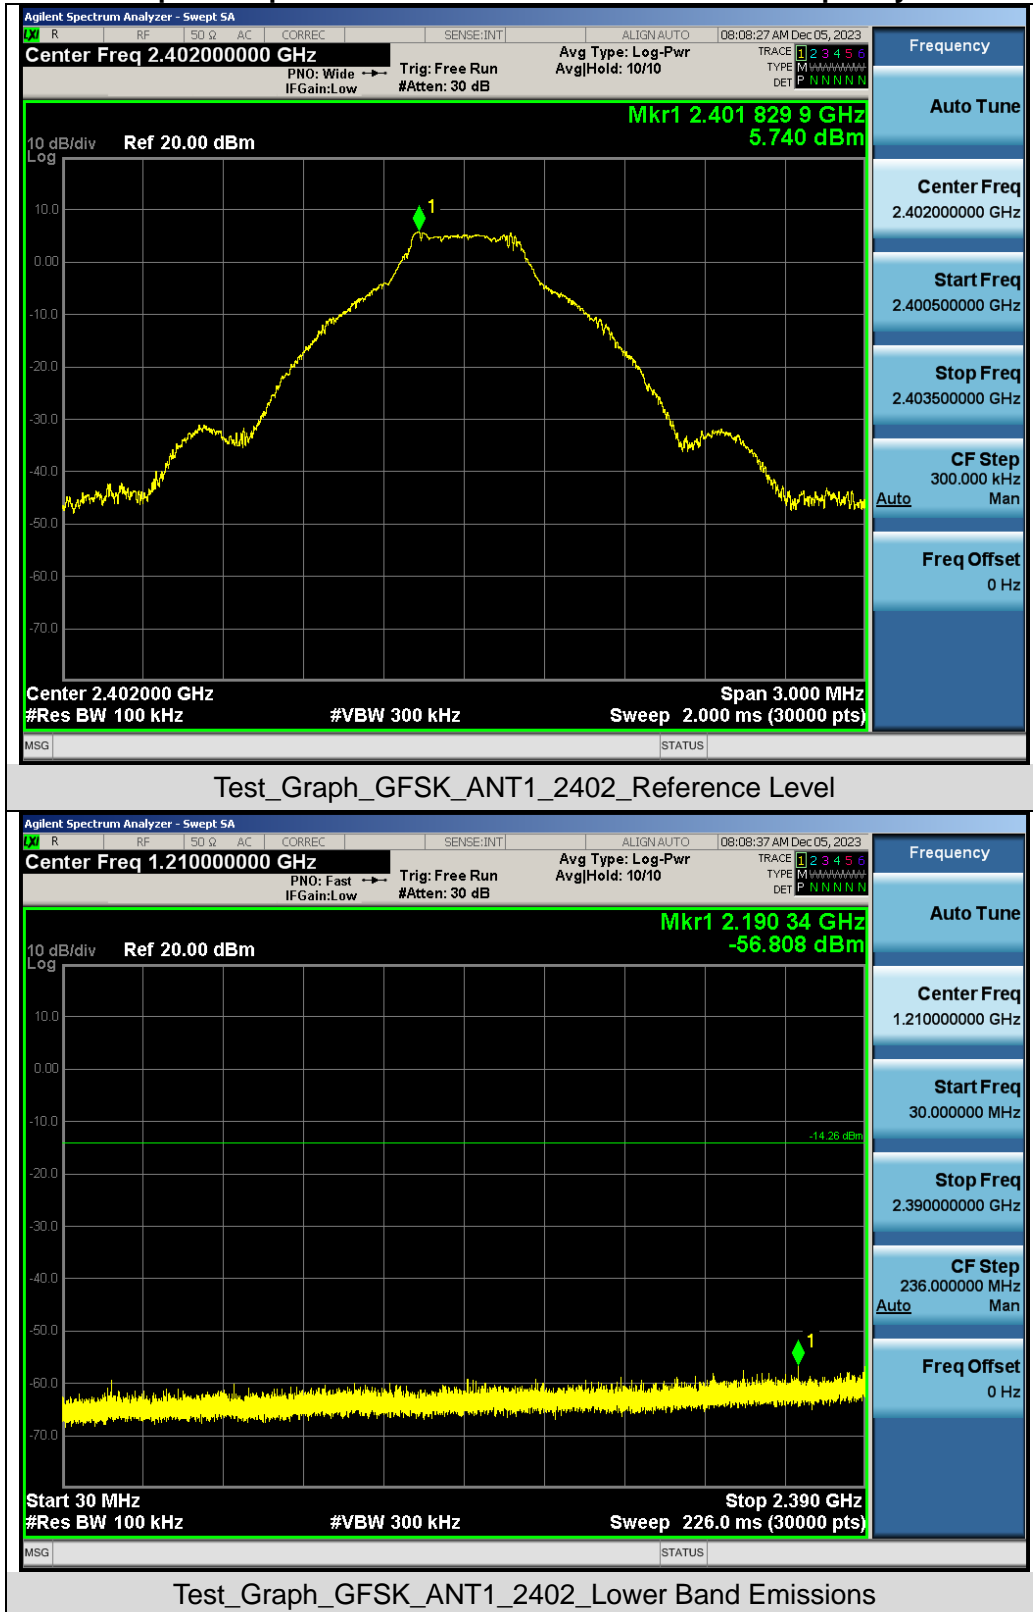 Agilent Spectrum Analyzer - Swept SA
LXI R RF 50 Ω AC CORREC SENSE:INT ALIGN AUTO 08:08:27 AM Dec 05, 2023
Center Freq 2.402000000 GHz
PNO: Wide
IFGain:Low
Trig: Free Run
#Atten: 30 dB
Avg Type: Log-Pwr
Avg|Hold: 10/10
TRACE 1 2 3 4 5 6
TYPE M W W W W W
DET P N N N N N
Mkr1 2.401 829 9 GHz
5.740 dBm
10 dB/div Ref 20.00 dBm
Log
10.0
0.00
-10.0
-20.0
-30.0
-40.0
-50.0
-60.0
-70.0
1
Center 2.402000 GHz Span 3.000 MHz
#Res BW 100 kHz #VBW 300 kHz Sweep 2.000 ms (30000 pts)
MSG STATUS
Frequency
Auto Tune
Center Freq
2.402000000 GHz
Start Freq
2.400500000 GHz
Stop Freq
2.403500000 GHz
CF Step
300.000 kHz
Auto Man
Freq Offset
0 Hz
Test_Graph_GFSK_ANT1_2402_Reference Level
Agilent Spectrum Analyzer - Swept SA
LXI R RF 50 Ω AC CORREC SENSE:INT ALIGN AUTO 08:08:37 AM Dec 05, 2023
Center Freq 1.210000000 GHz
PNO: Fast
IFGain:Low
Trig: Free Run
#Atten: 30 dB
Avg Type: Log-Pwr
Avg|Hold: 10/10
TRACE 1 2 3 4 5 6
TYPE M W W W W W
DET P N N N N N
Mkr1 2.190 34 GHz
-56.808 dBm
10 dB/div Ref 20.00 dBm
Log
10.0
0.00
-10.0
-20.0
-30.0
-40.0
-50.0
-60.0
-70.0
-14.26 dBm
1
Start 30 MHz Stop 2.390 GHz
#Res BW 100 kHz #VBW 300 kHz Sweep 226.0 ms (30000 pts)
MSG STATUS
Frequency
Auto Tune
Center Freq
1.210000000 GHz
Start Freq
30.000000 MHz
Stop Freq
2.390000000 GHz
CF Step
236.000000 MHz
Auto Man
Freq Offset
0 Hz
Test_Graph_GFSK_ANT1_2402_Lower Band Emissions